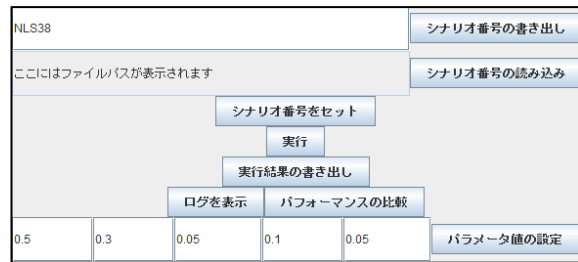 NLS38 シナリオ番号の書き出し
ここにはファイルパスが表示されます シナリオ番号の読み込み
シナリオ番号をセット
実行
実行結果の書き出し
ログを表示 パフォーマンスの比較
0.5 0.3 0.05 0.1 0.05 パラメータ値の設定